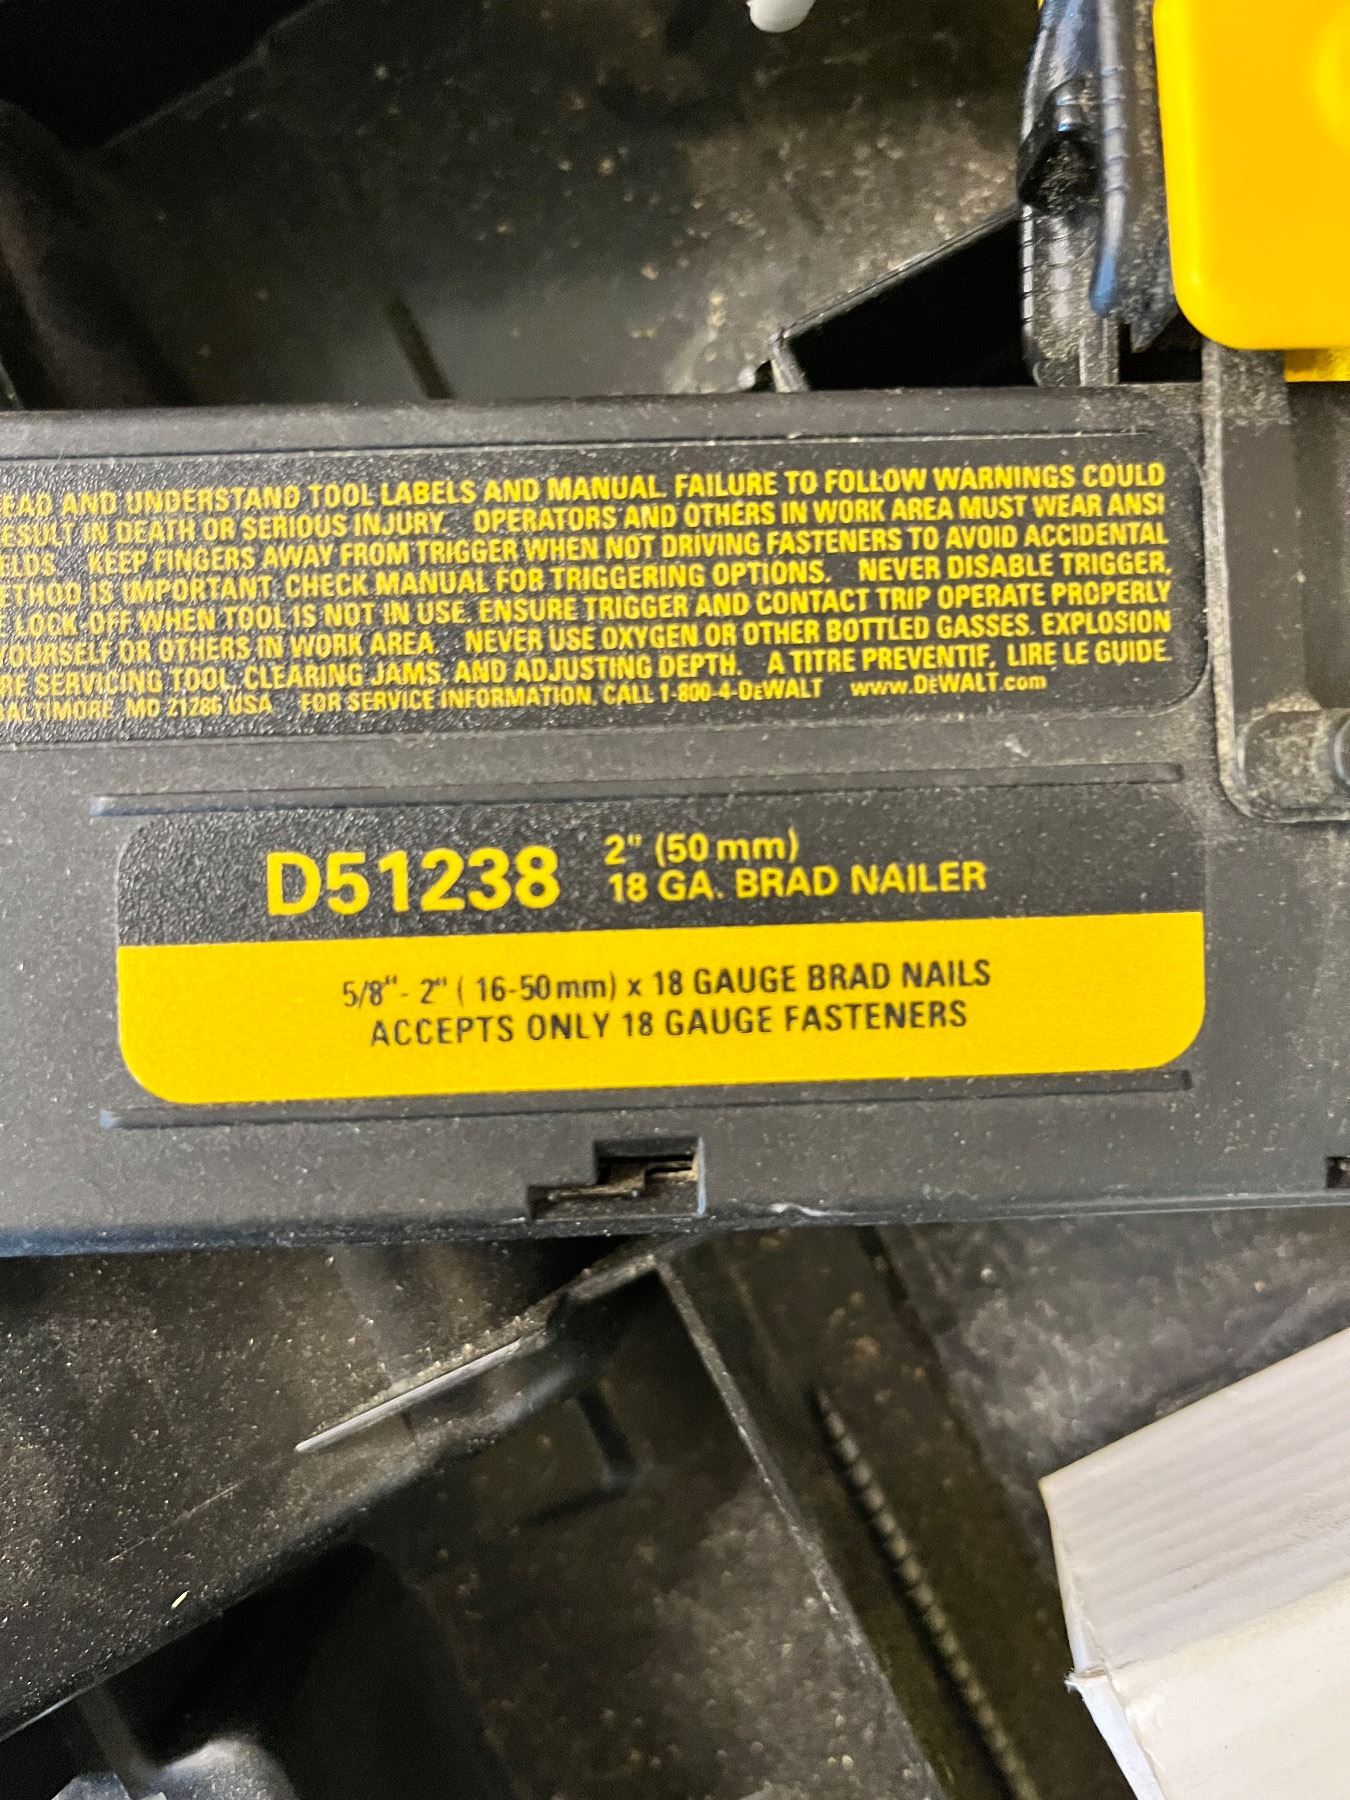 EAD AND UNDERSTAND TOOL LABELS AND MANUAL. FAILURE TO FOLLOW WARNINGS COULD
ESULT IN DEATH OR SERIOUS INJURY. OPERATORS AND OTHERS IN WORK AREA MUST WEAR ANSI
ELDS. KEEP FINGERS AWAY FROM TRIGGER WHEN NOT DRIVING FASTENERS TO AVOID ACCIDENTAL
ETHOD IS IMPORTANT. CHECK MANUAL FOR TRIGGERING OPTIONS. NEVER DISABLE TRIGGER,
LOCK-OFF WHEN TOOL IS NOT IN USE. ENSURE TRIGGER AND CONTACT TRIP OPERATE PROPERLY
YOURSELF OR OTHERS IN WORK AREA. NEVER USE OXYGEN OR OTHER BOTTLED GASSES. EXPLOSION
RE SERVICING TOOL, CLEARING JAMS, AND ADJUSTING DEPTH. A TITRE PREVENTIF, LIRE LE GUIDE.
BALTIMORE, MD 21286 USA FOR SERVICE INFORMATION, CALL 1-800-4-DEWALT www.DEWALT.com
D51238 2" (50 mm)
18 GA. BRAD NAILER
5/8"- 2" ( 16-50mm) x 18 GAUGE BRAD NAILS
ACCEPTS ONLY 18 GAUGE FASTENERS